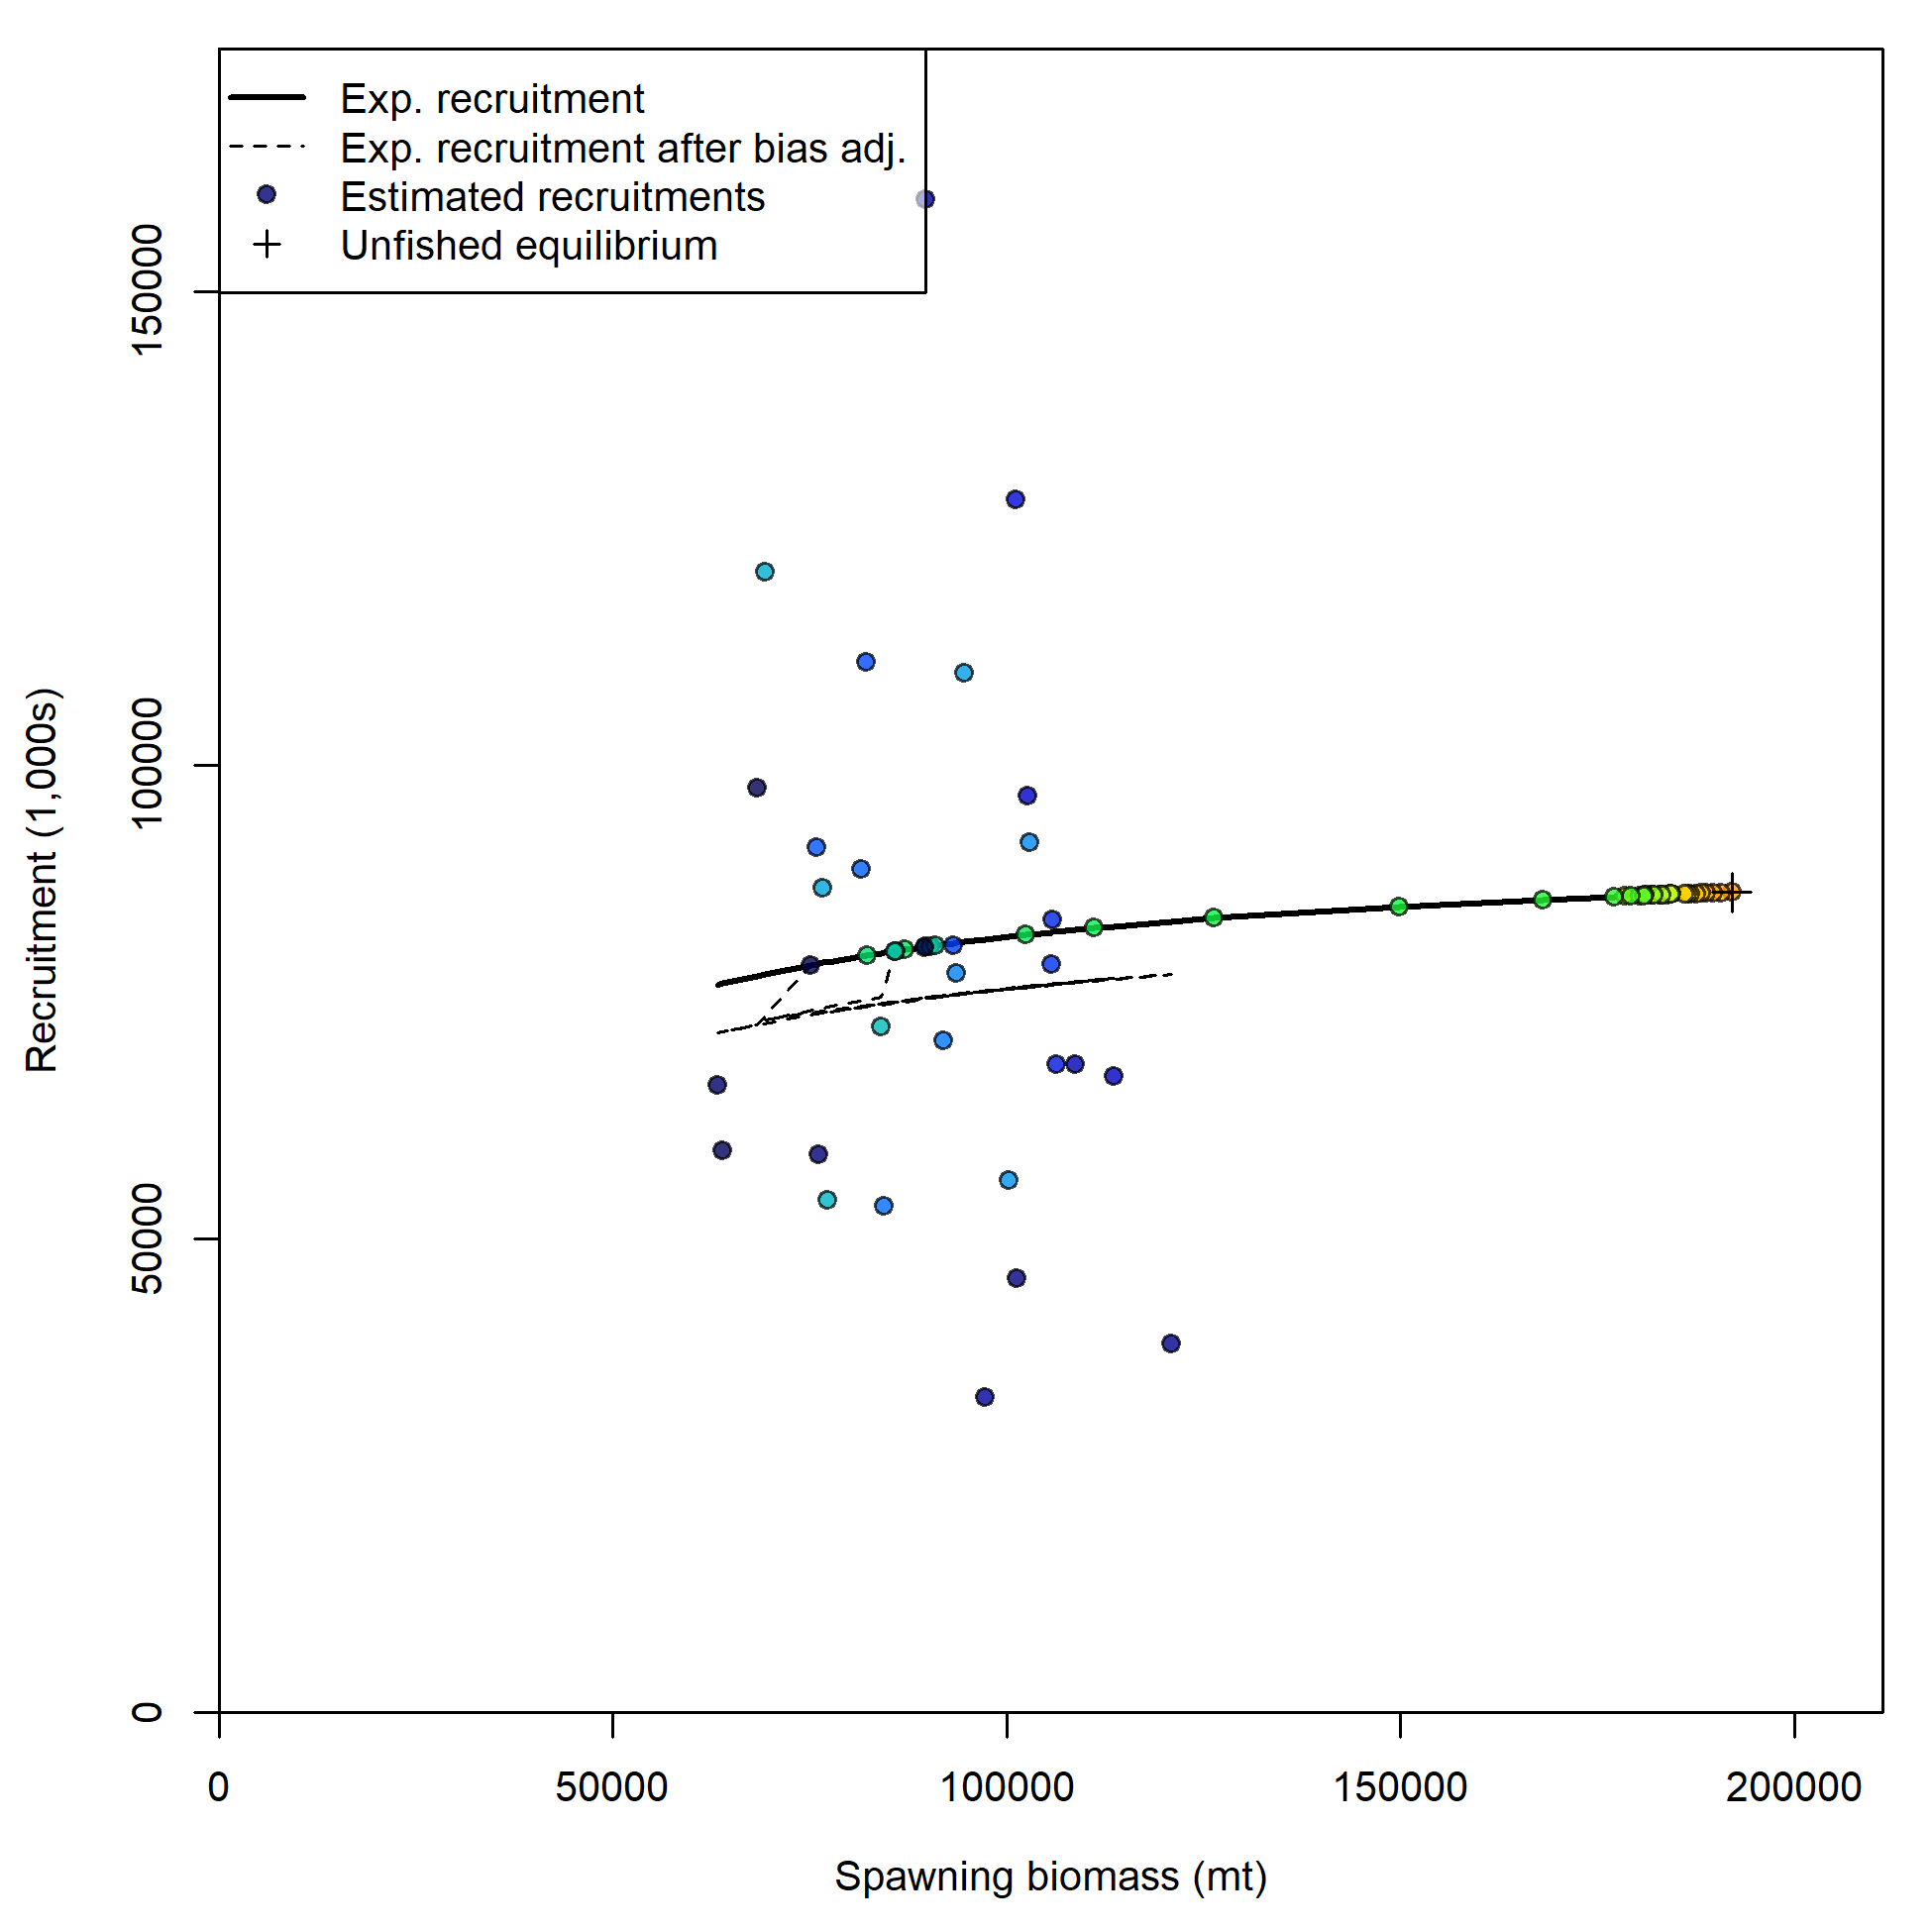 Exp. recruitment
Exp. recruitment after bias adj.
Estimated recruitments
Unfished equilibrium
150000
100000
50000
0
Recruitment (1,000s)
0 50000 100000 150000 200000
Spawning biomass (mt)